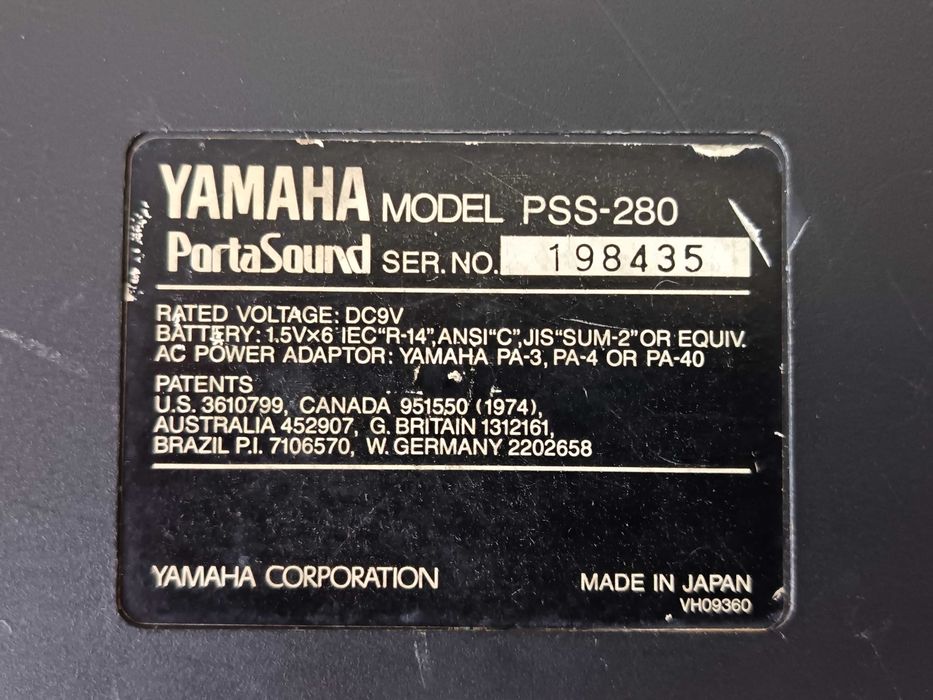 YAMAHA MODEL PSS-280
PortaSound SER. NO. 198435
RATED VOLTAGE: DC9V
BATTERY: 1.5V×6 IEC“R-14”,ANSI“C”,JIS“SUM-2”OR EQUIV.
AC POWER ADAPTOR: YAMAHA PA-3, PA-4 OR PA-40
PATENTS
U.S. 3610799, CANADA 951550 (1974),
AUSTRALIA 452907, G. BRITAIN 1312161,
BRAZIL P.I. 7106570, W. GERMANY 2202658
YAMAHA CORPORATION MADE IN JAPAN
VH09360